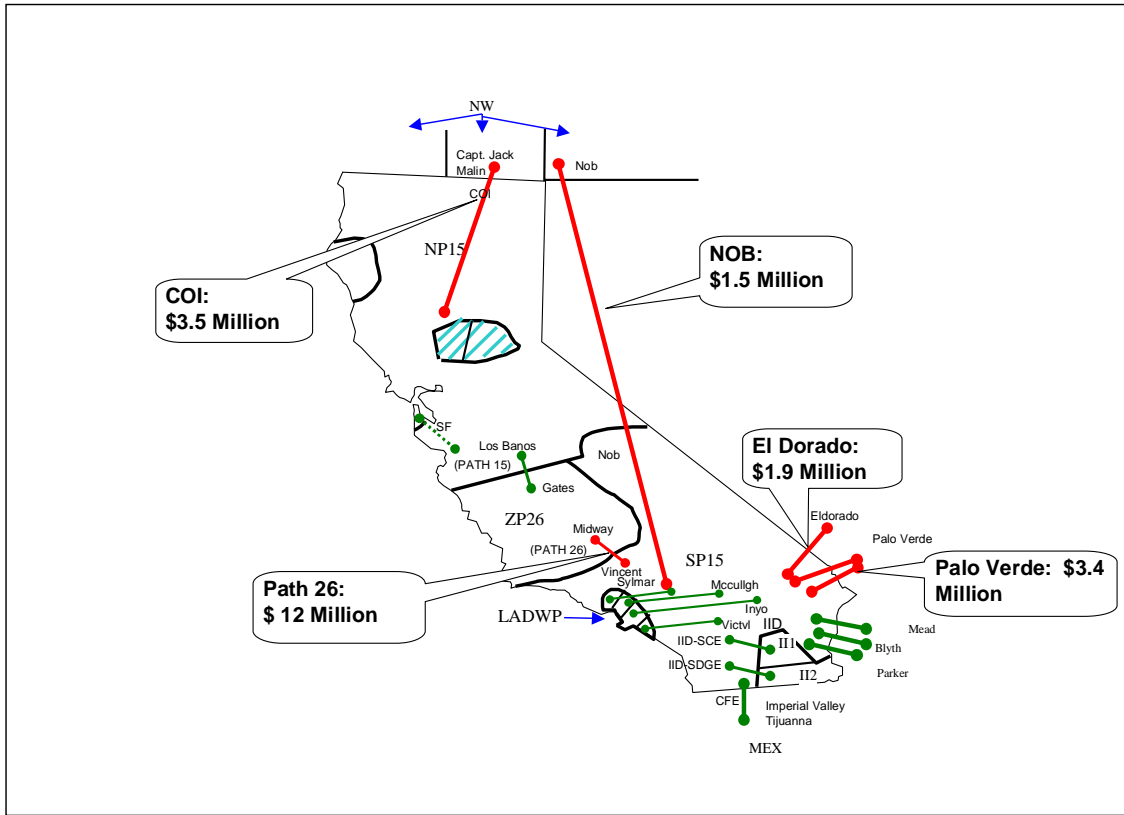 NW
Capt. Jack
Malin
Nob
COI
NP15
NOB:
$1.5 Million
COI:
$3.5 Million
SF
Los Banos
(PATH 15)
Nob
Gates
El Dorado:
$1.9 Million
ZP26
Eldorado
Midway
(PATH 26)
Palo Verde
SP15
Vincent
Sylmar
Palo Verde: $3.4
Million
Path 26:
$ 12 Million
Mccullgh
Inyo
LADWP
Victvl
IID
Mead
IID-SCE
II1
Blyth
IID-SDGE
II2
Parker
CFE
Imperial Valley
Tijuanna
MEX